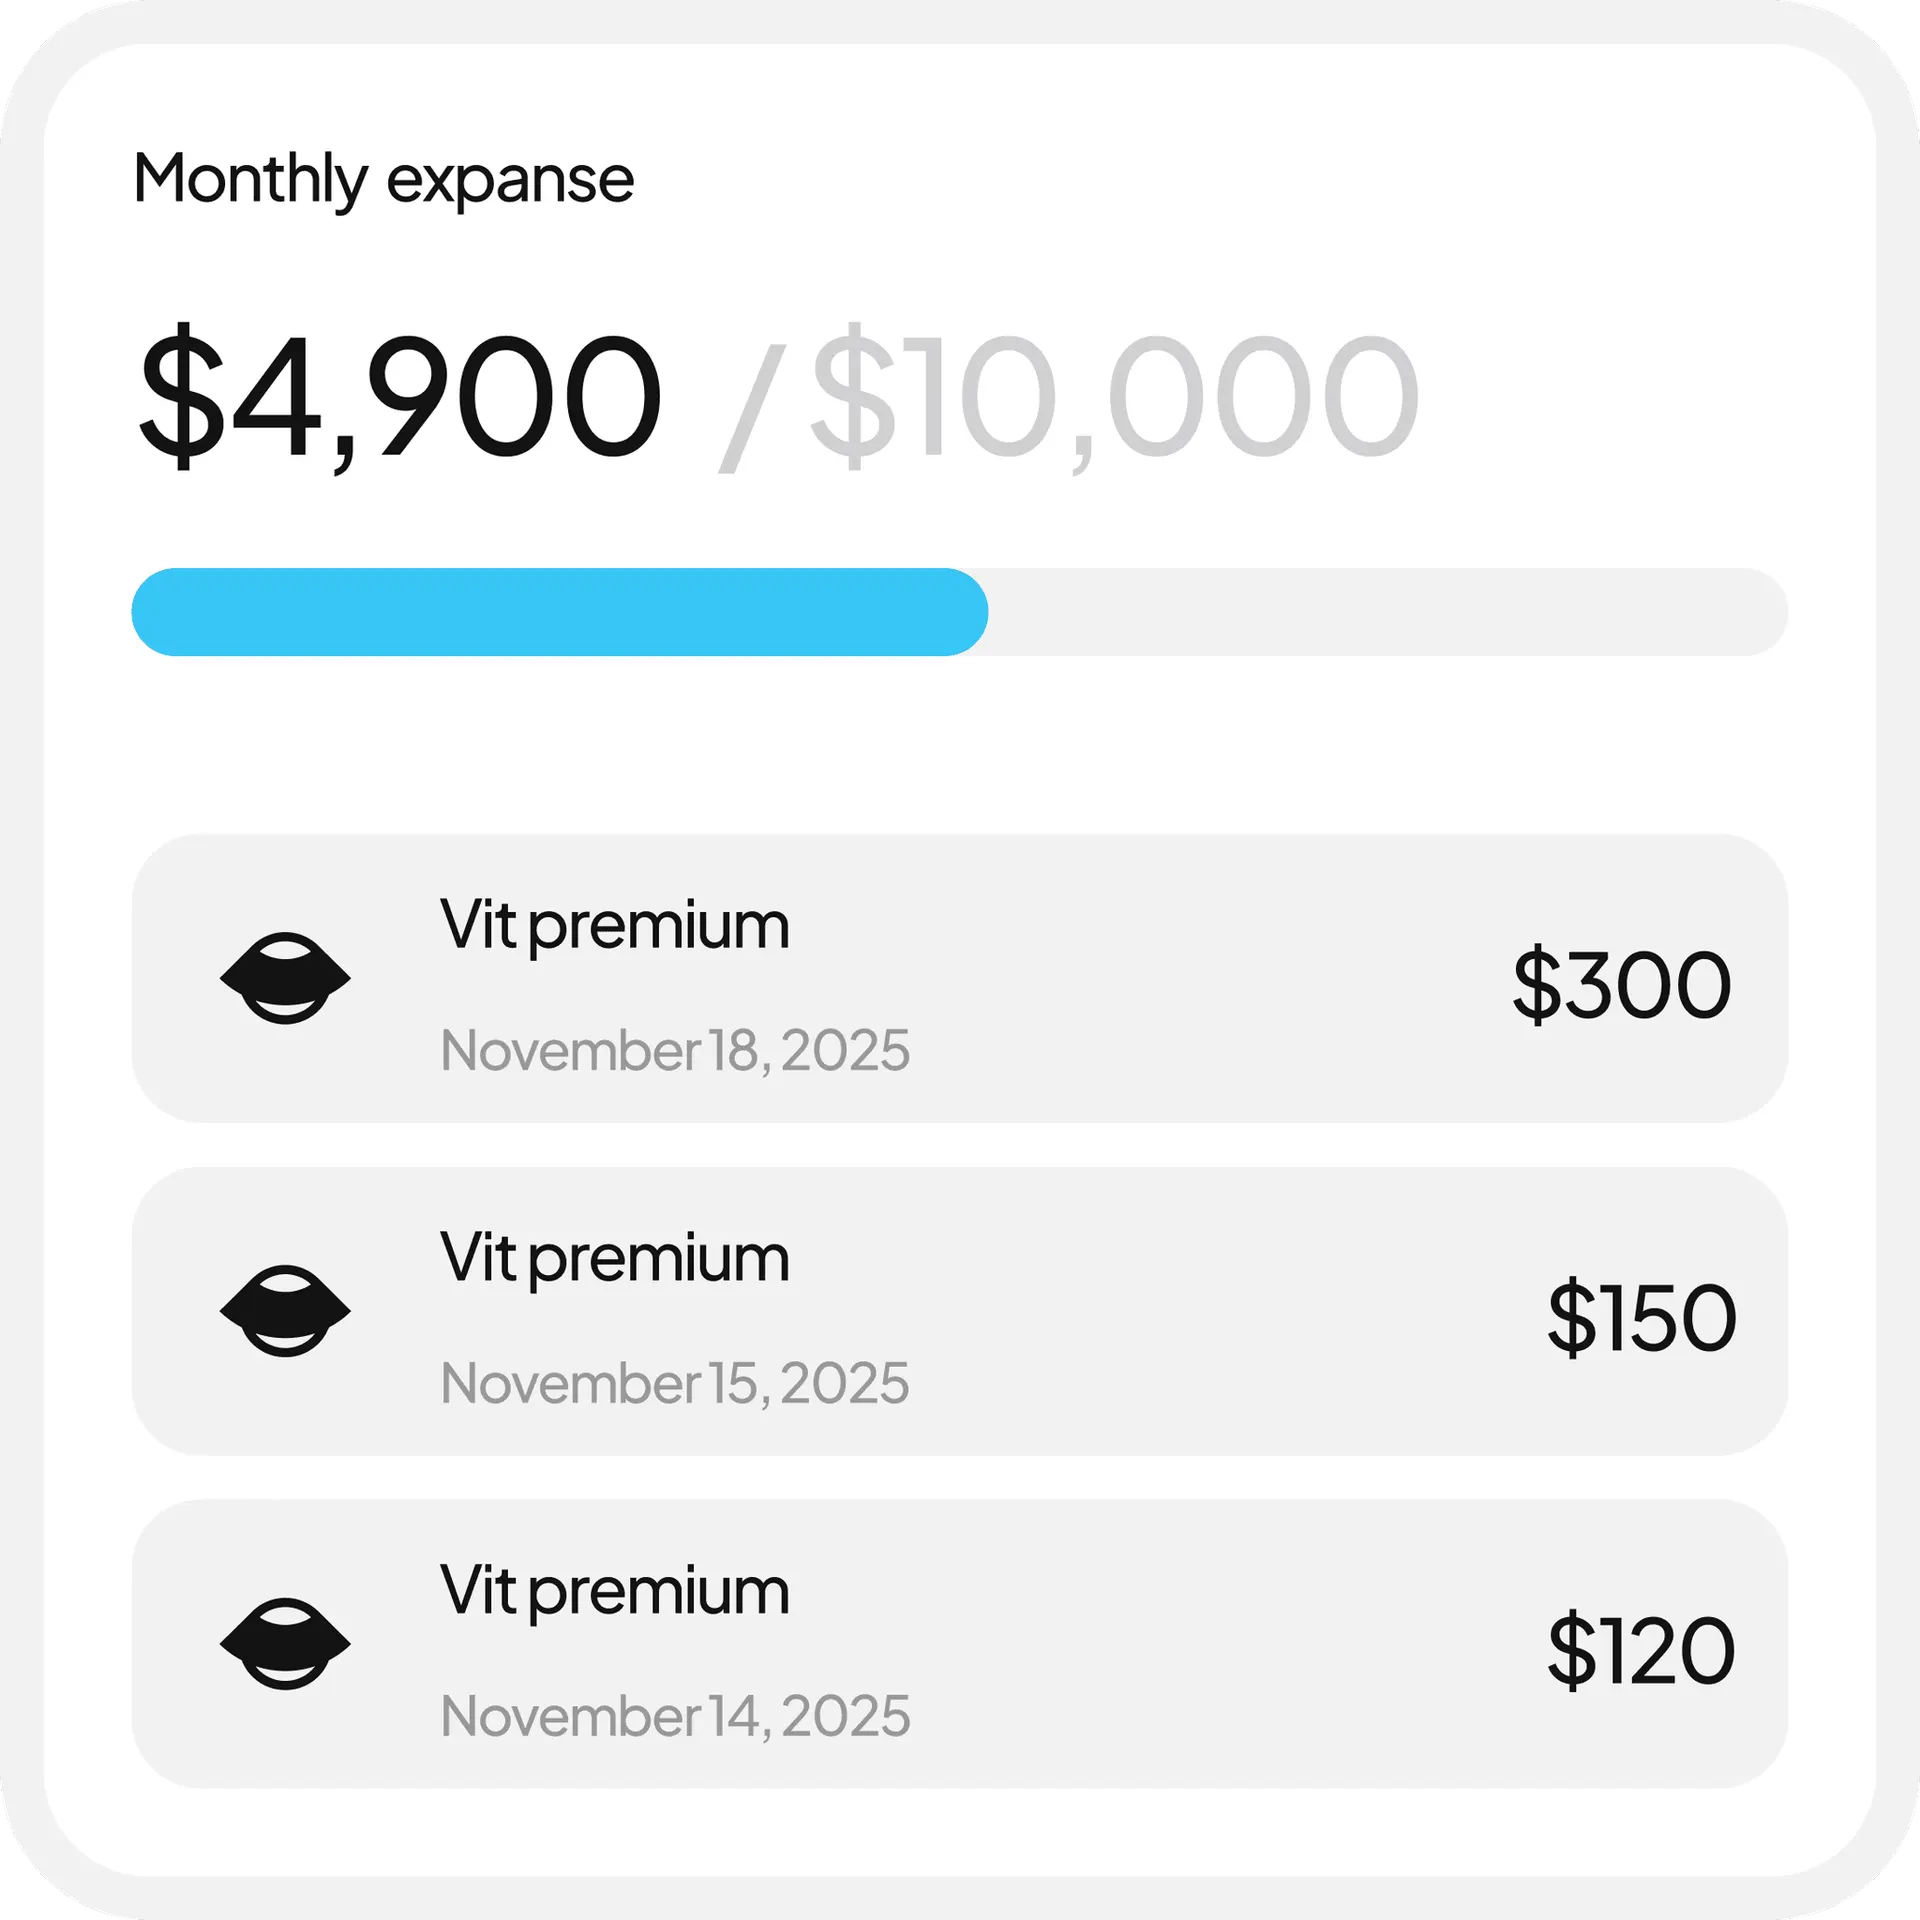 Monthly expanse
$4,900 /$10,000
Vit premium
$300
November 18, 2025
Vit premium
$150
November 15, 2025
Vit premium
$120
November 14, 2025